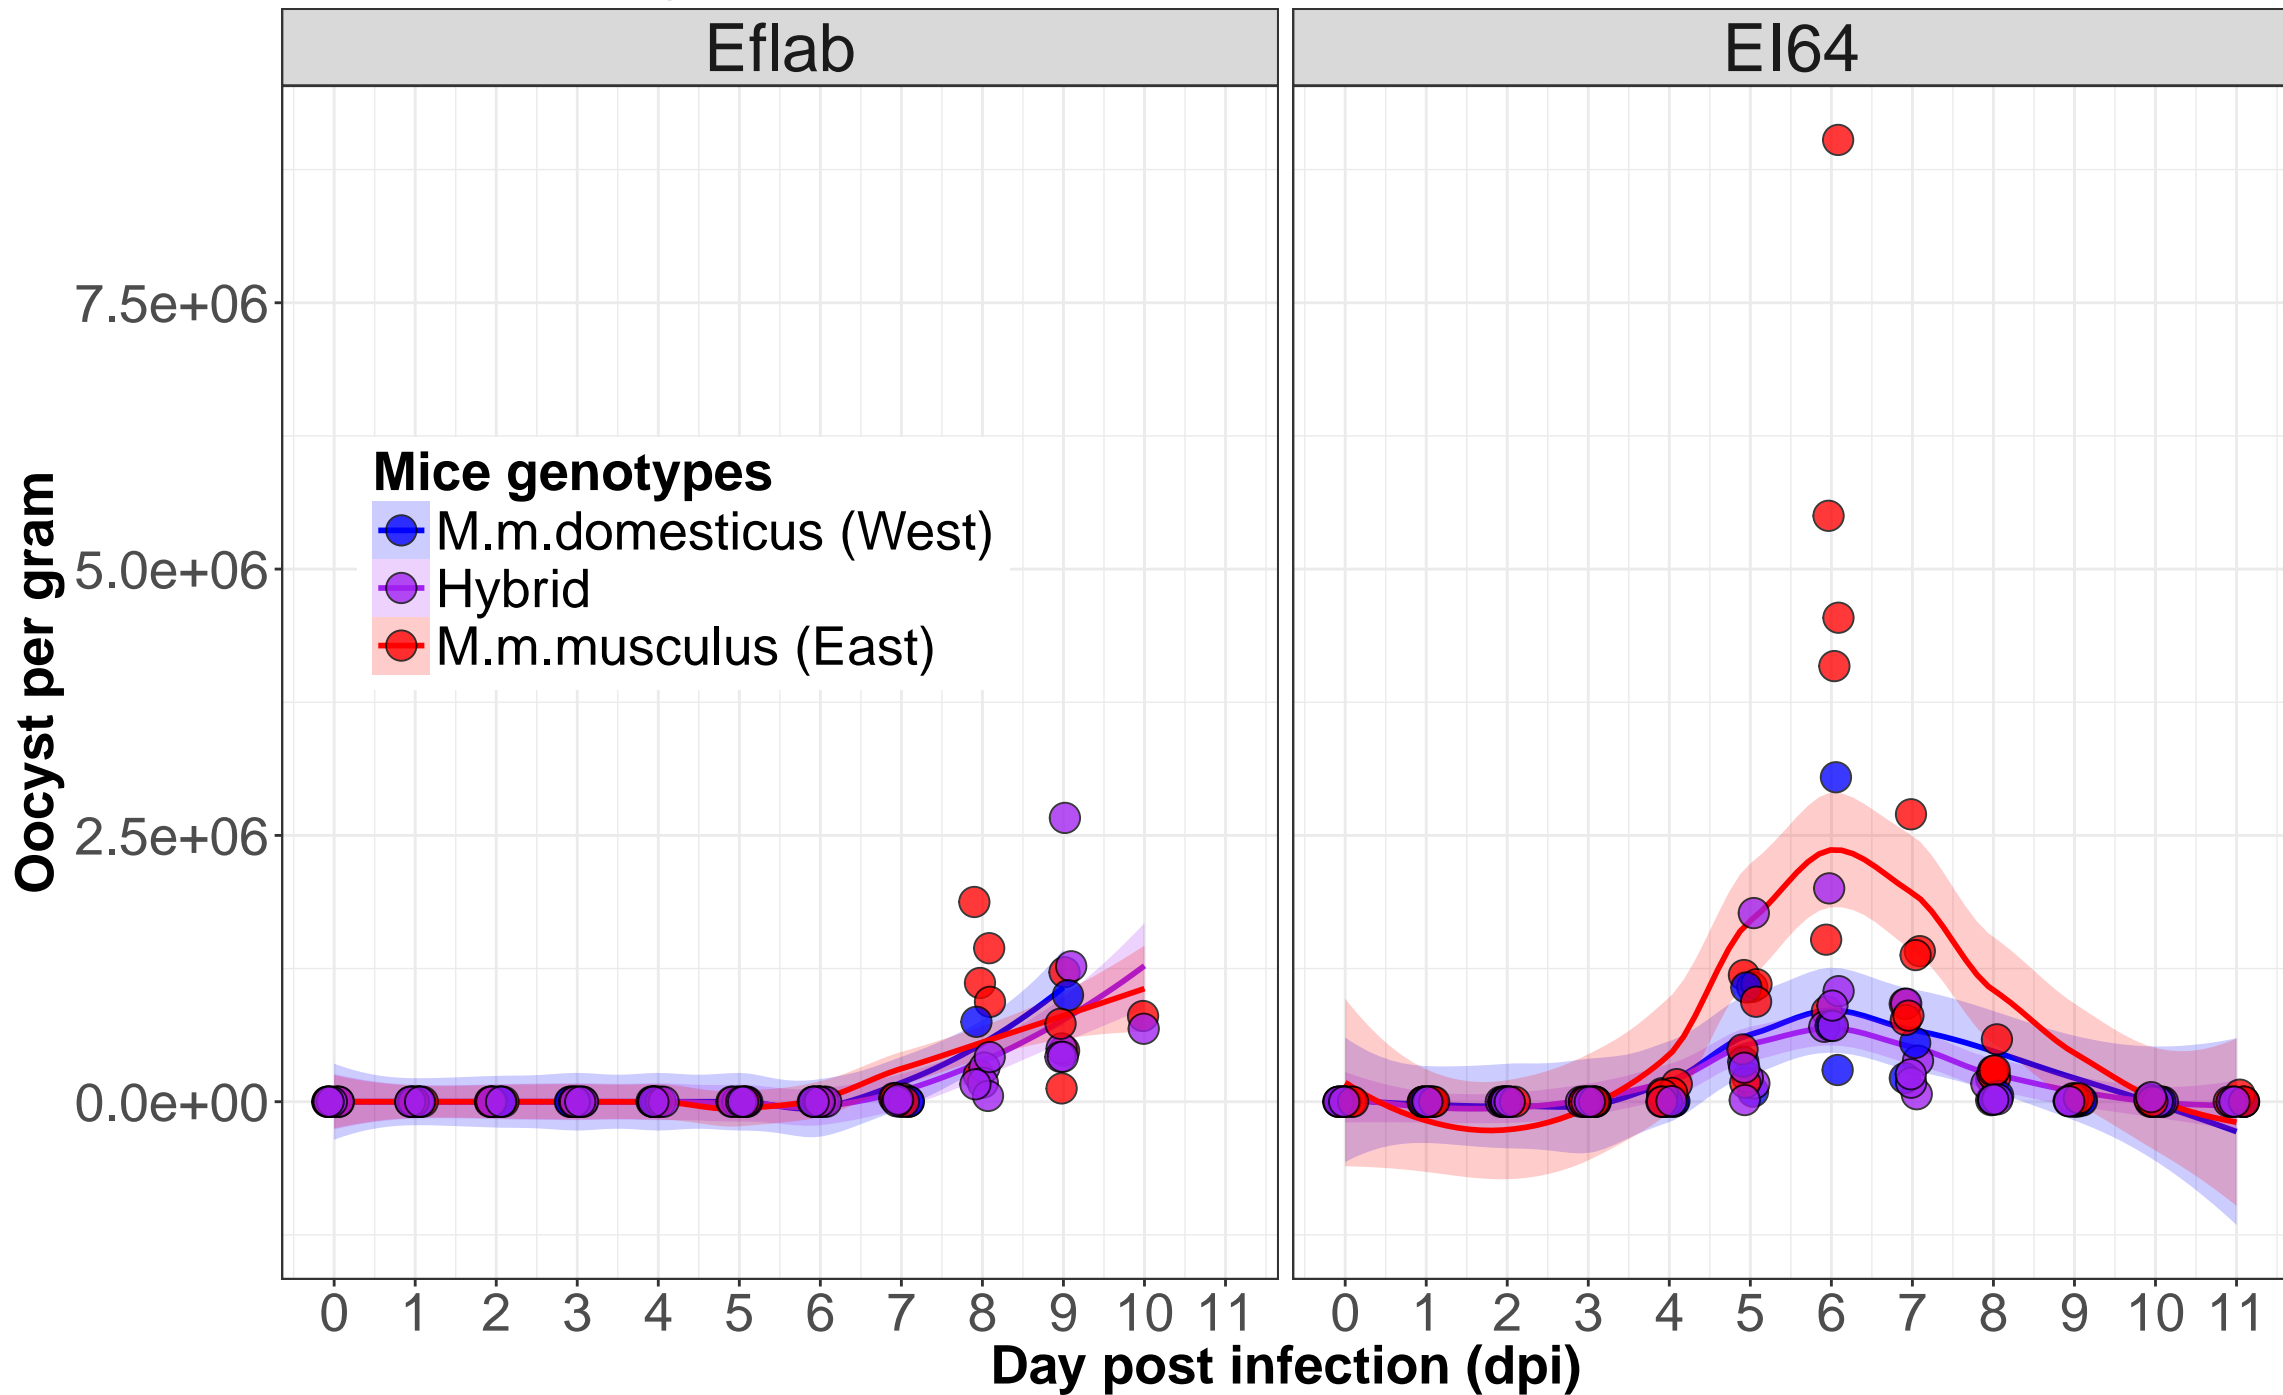 Eflab
EI64
7.5e+06
5.0e+06
2.5e+06
0.0e+00
Oocyst per gram
Mice genotypes
M.m.domesticus (West)
Hybrid
M.m.musculus (East)
0 1 2 3 4 5 6 7 8 9 10 11
0 1 2 3 4 5 6 7 8 9 10 11
Day post infection (dpi)